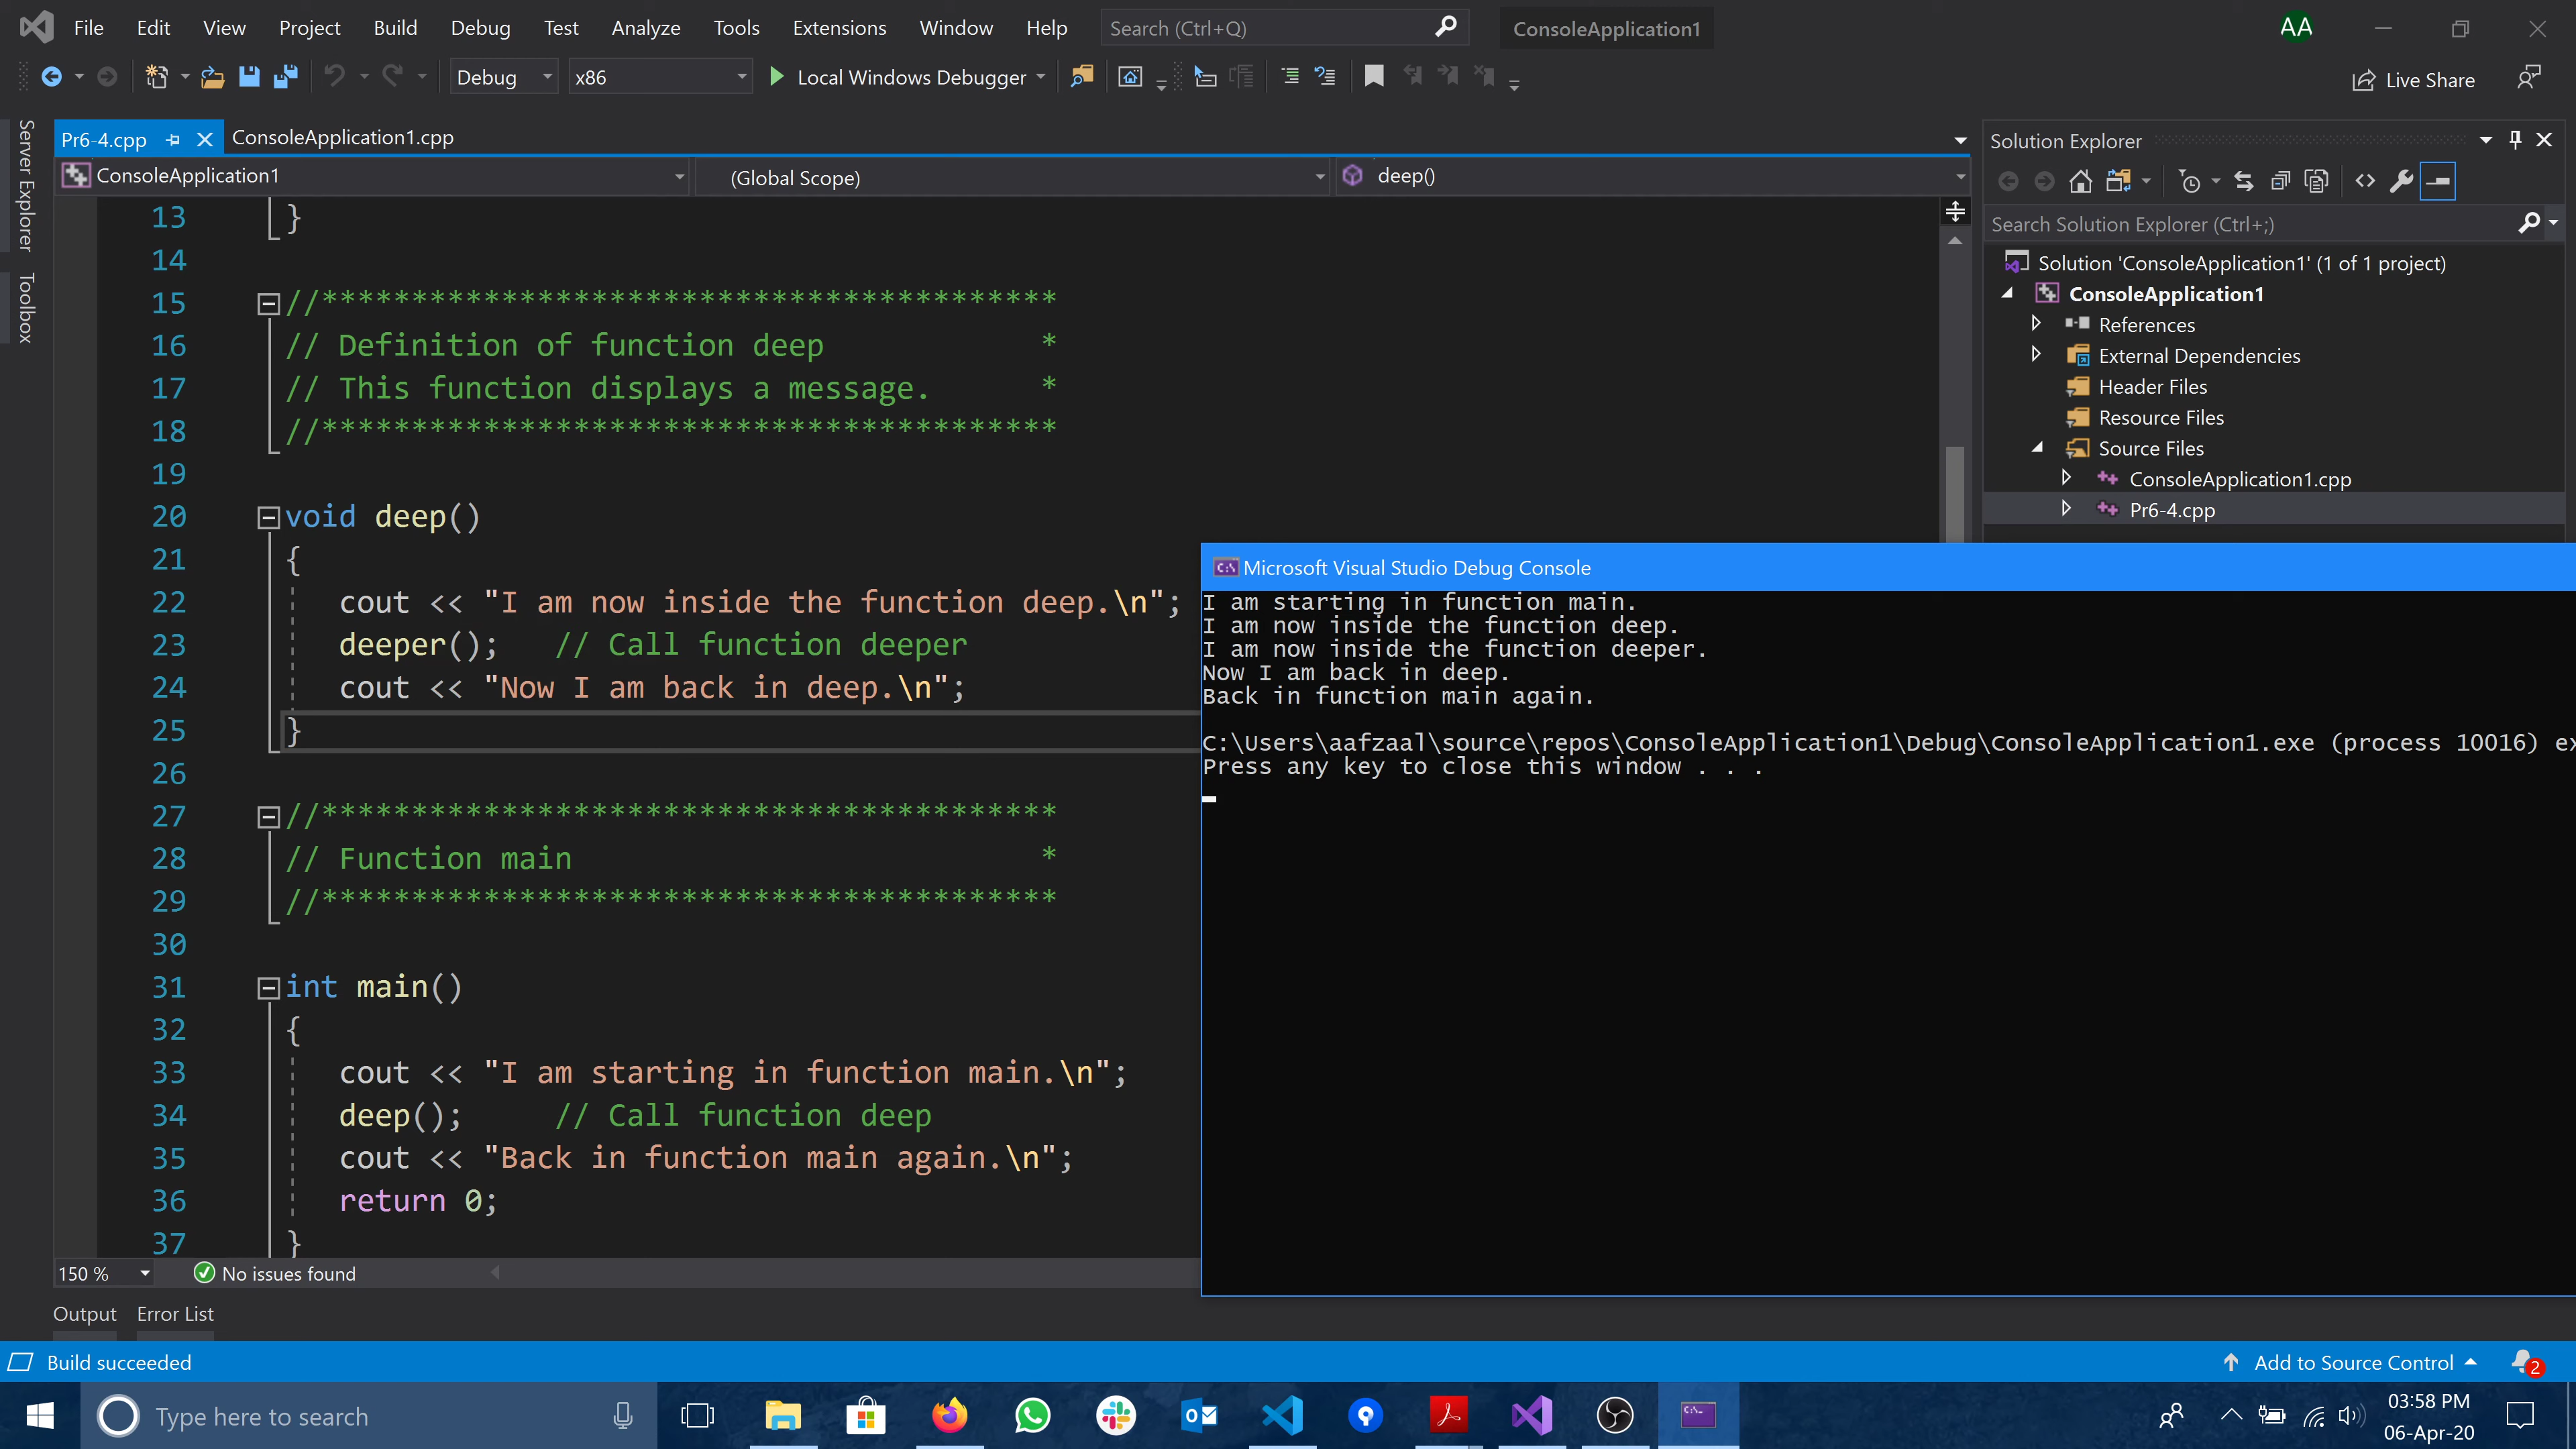 File Edit View Project Build Debug Test Analyze Tools Extensions Window Help Search (Ctrl+Q) ConsoleApplication1 AA
Debug x86 Local Windows Debugger Live Share
Server Explorer
Toolbox
Pr6-4.cpp ConsoleApplication1.cpp
ConsoleApplication1 (Global Scope) deep()
13 }
14
15 //*****************************************
16 // Definition of function deep *
17 // This function displays a message. *
18 //*****************************************
19
20 void deep()
21 {
22 cout << "I am now inside the function deep.\n";
23 deeper(); // Call function deeper
24 cout << "Now I am back in deep.\n";
25 }
26
27 //*****************************************
28 // Function main *
29 //*****************************************
30
31 int main()
32 {
33 cout << "I am starting in function main.\n";
34 deep(); // Call function deep
35 cout << "Back in function main again.\n";
36 return 0;
37 }
150 % No issues found
Output Error List
Solution Explorer
Search Solution Explorer (Ctrl+;)
Solution 'ConsoleApplication1' (1 of 1 project)
ConsoleApplication1
References
External Dependencies
Header Files
Resource Files
Source Files
ConsoleApplication1.cpp
Pr6-4.cpp
Microsoft Visual Studio Debug Console
I am starting in function main.
I am now inside the function deep.
I am now inside the function deeper.
Now I am back in deep.
Back in function main again.
C:\Users\aafzaal\source\repos\ConsoleApplication1\Debug\ConsoleApplication1.exe (process 10016) ex
Press any key to close this window . . .
Build succeeded Add to Source Control 2
Type here to search
03:58 PM
06-Apr-20